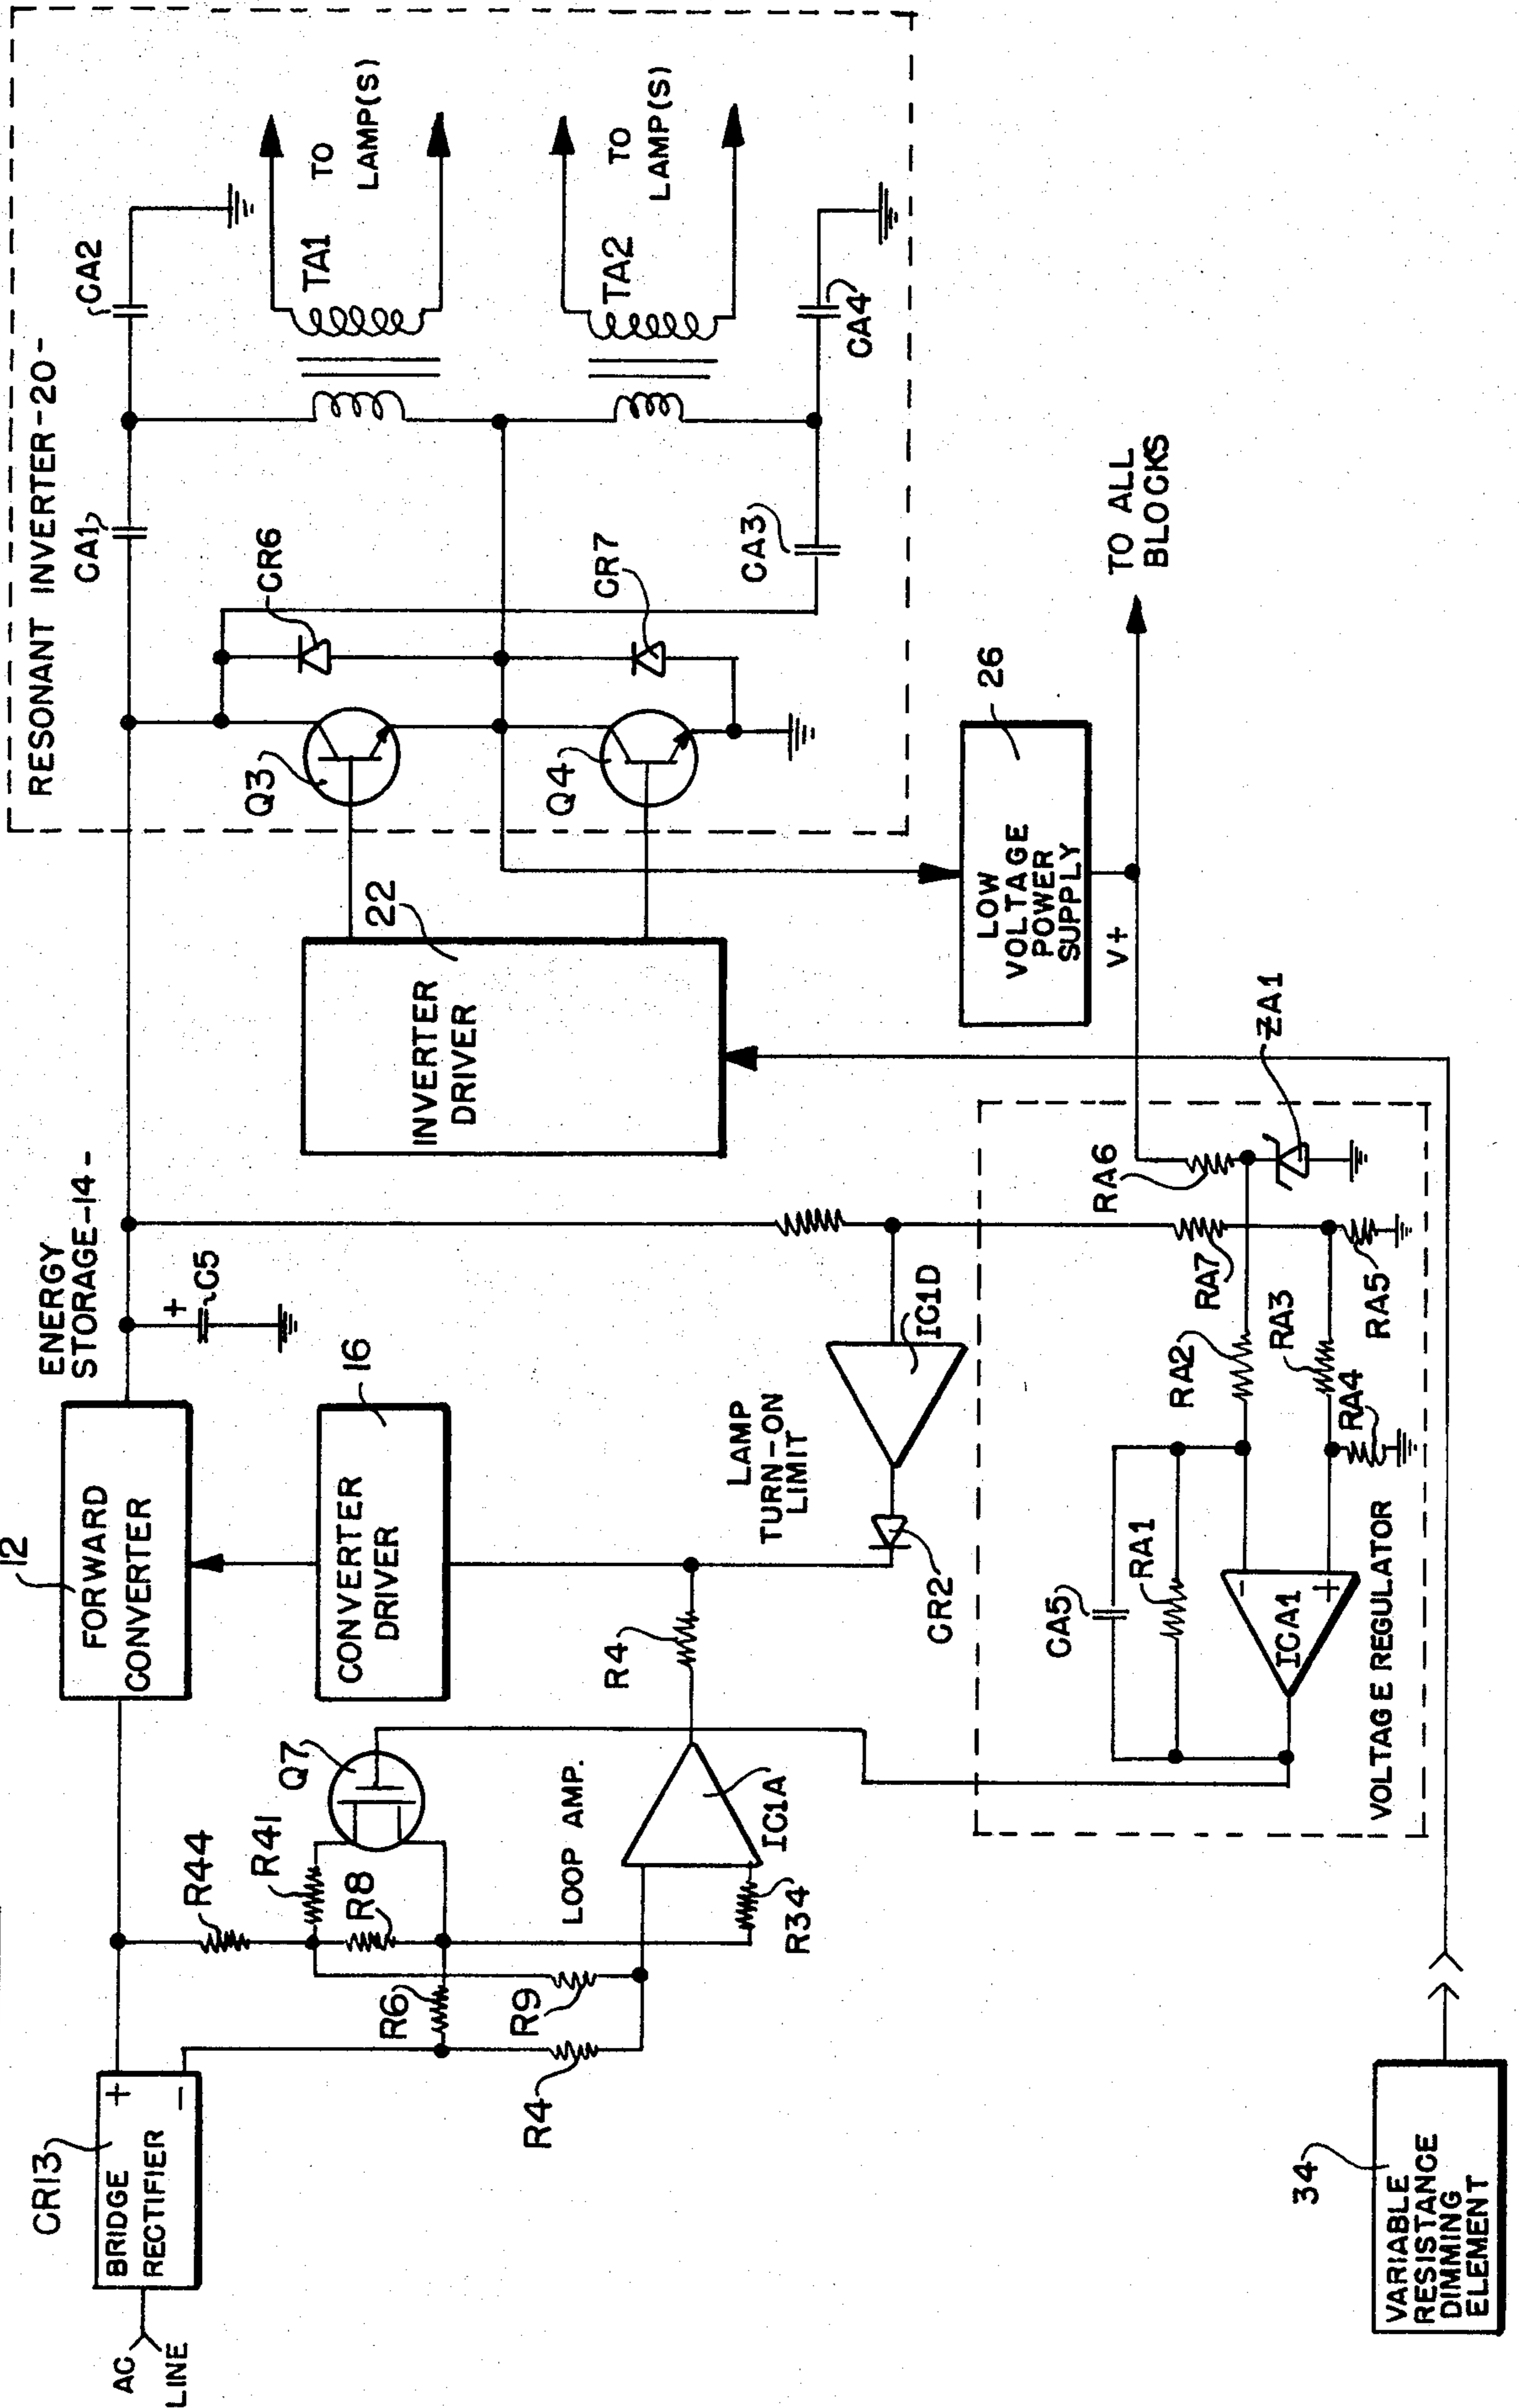 AC
LINE
CR13
BRIDGE
RECTIFIER
+
-
R44
R41
R8
R6
R9
R4
Q7
LOOP AMP.
IC1A
R34
R4
12
FORWARD
CONVERTER
16
CONVERTER
DRIVER
ENERGY
STORAGE-14-
+
C5
LAMP
TURN-ON
LIMIT
CR2
IC1D
22
INVERTER
DRIVER
RESONANT INVERTER-20-
Q3
Q4
CR6
CR7
CA1
CA2
CA3
CA4
TA1
TA2
TO
LAMP(S)
TO
LAMP(S)
26
LOW
VOLTAGE
POWER
SUPPLY
V+
TO ALL
BLOCKS
VOLTAGE REGULATOR
CA5
RA1
ICA1
-
+
RA2
RA3
RA4
RA5
RA6
RA7
ZA1
34
VARIABLE
RESISTANCE
DIMMING
ELEMENT